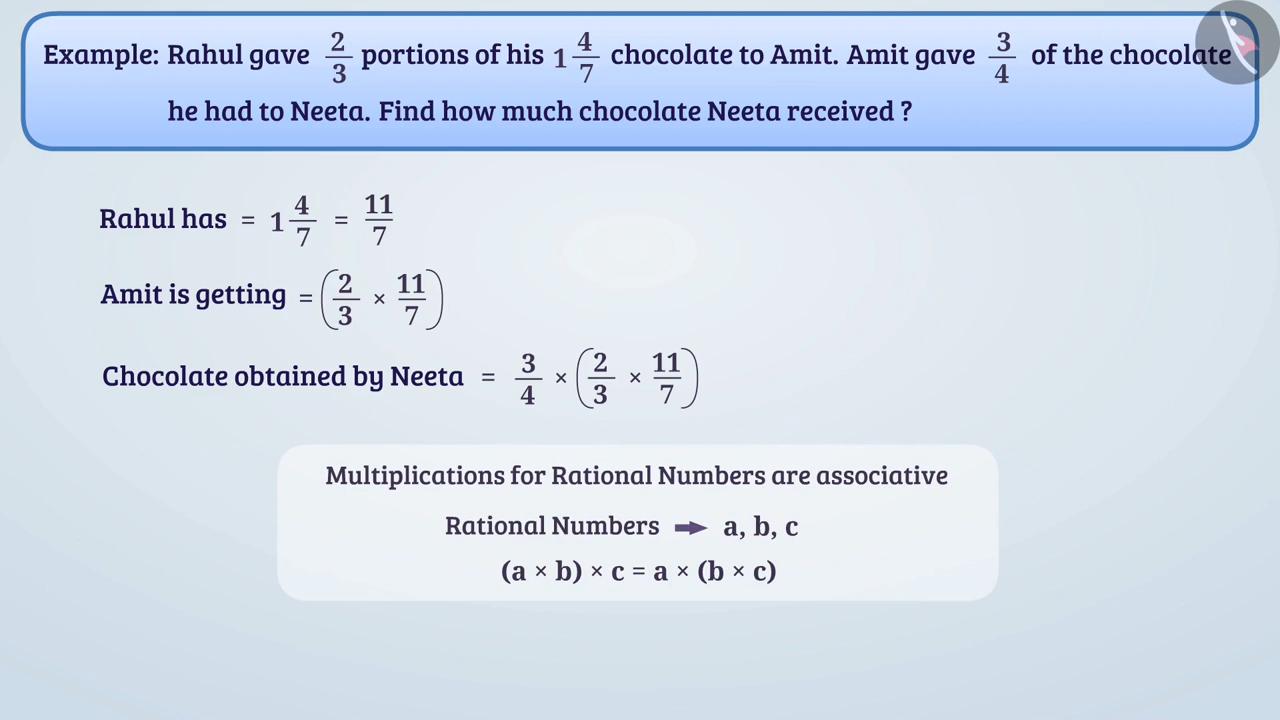 Example: Rahul gave 2/3 portions of his 1 4/7 chocolate to Amit. Amit gave 3/4 of the chocolate
he had to Neeta. Find how much chocolate Neeta received ?
Rahul has = 1 4/7 = 11/7
Amit is getting = (2/3 × 11/7)
Chocolate obtained by Neeta = 3/4 × (2/3 × 11/7)
Multiplications for Rational Numbers are associative
Rational Numbers ➡ a, b, c
(a × b) × c = a × (b × c)